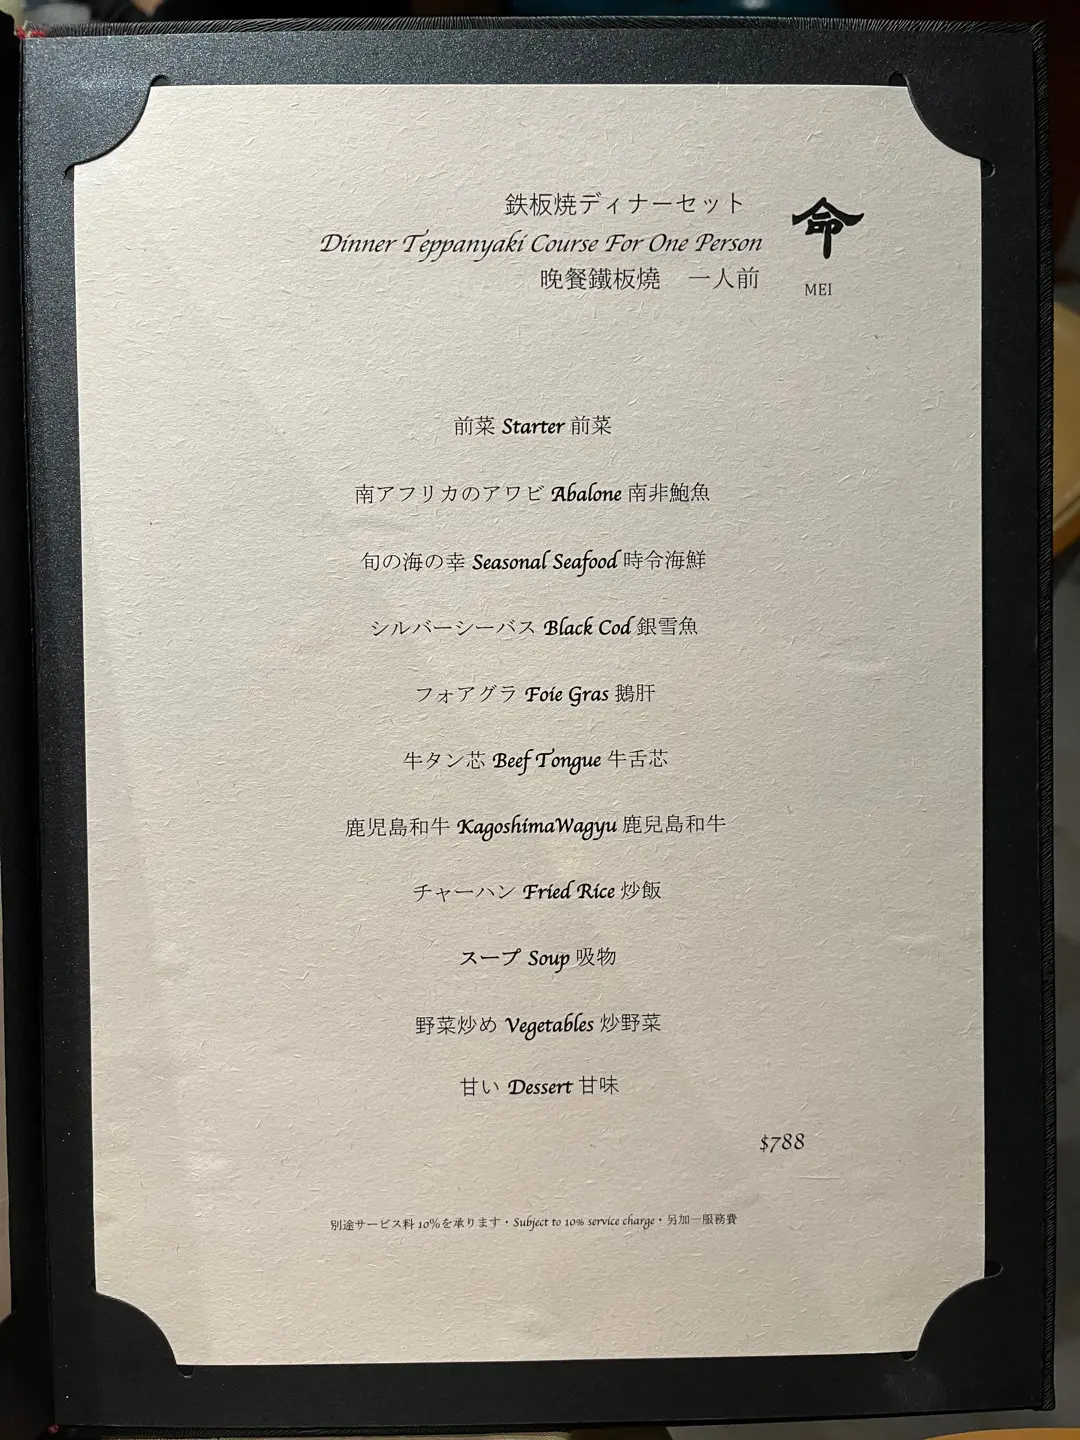 鉄板焼ディナーセット
命
Dinner Teppanyaki Course For One Person
晩餐鐵板燒　一人前
MEI
前菜 Starter 前菜
南アフリカのアワビ Abalone 南非鮑魚
旬の海の幸 Seasonal Seafood 時令海鮮
シルバーシーバス Black Cod 銀雪魚
フォアグラ Foie Gras 鵝肝
牛タン芯 Beef Tongue 牛舌芯
鹿児島和牛 KagoshimaWagyu 鹿兒島和牛
チャーハン Fried Rice 炒飯
スープ Soup 吸物
野菜炒め Vegetables 炒野菜
甘い Dessert 甘味
$788
別途サービス料 10%を承ります・Subject to 10% service charge・另加一服務費